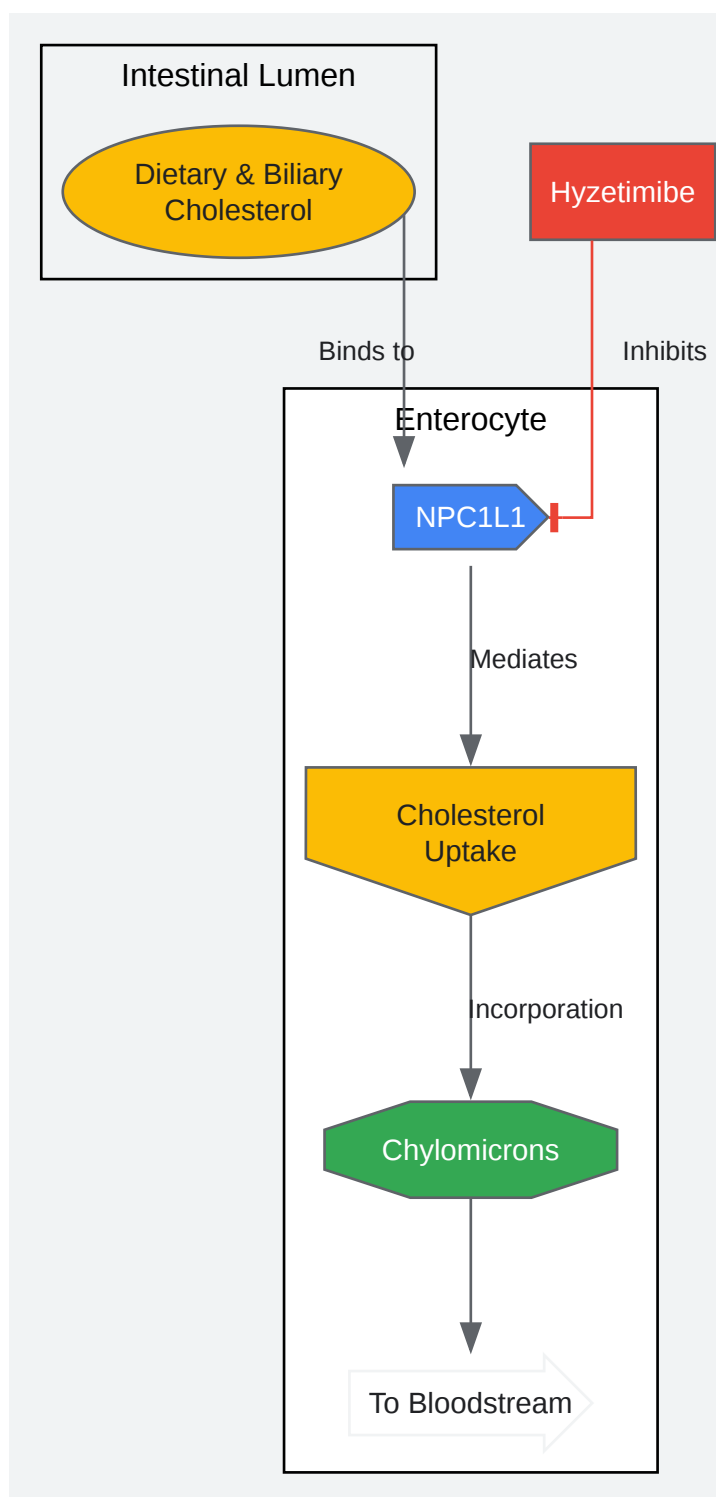 Intestinal Lumen
Dietary & Biliary
Cholesterol
Hyzetimibe
Binds to
Inhibits
Enterocyte
NPC1L1
Mediates
Cholesterol
Uptake
Incorporation
Chylomicrons
To Bloodstream